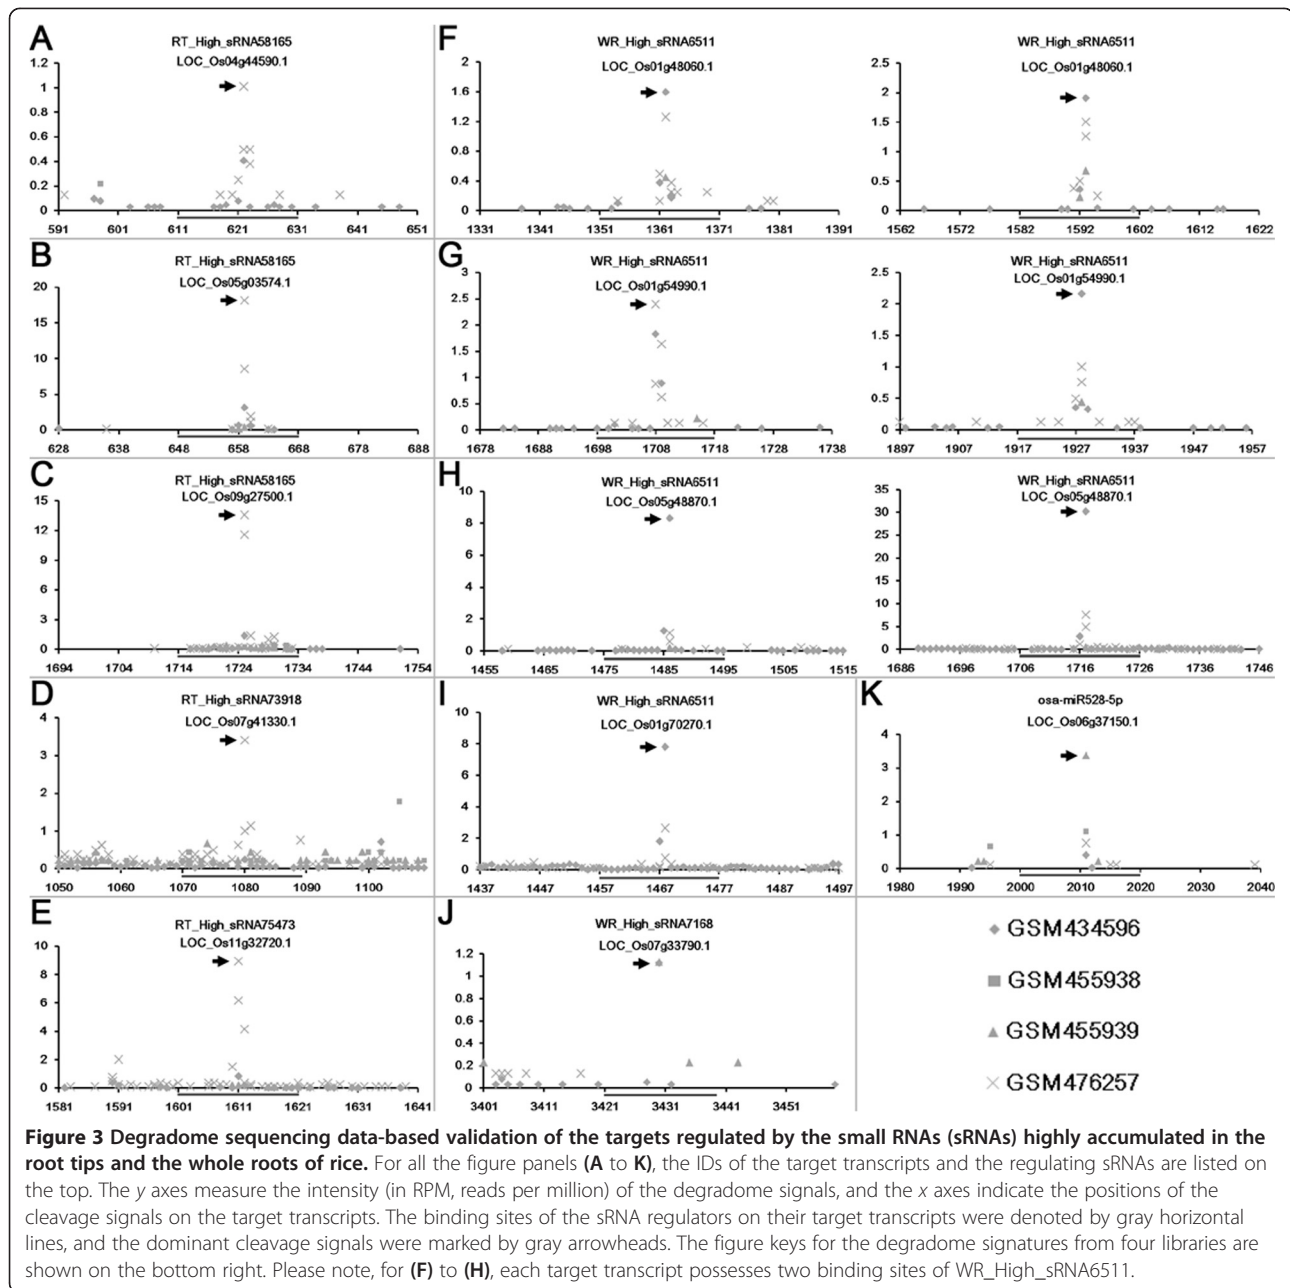 A
RT_High_sRNA58165
LOC_Os04g44590.1
1.2
1
0.8
0.6
0.4
0.2
0
591 601 611 621 631 641 651
B
RT_High_sRNA58165
LOC_Os05g03574.1
20
15
10
5
0
628 638 648 658 668 678 688
C
RT_High_sRNA58165
LOC_Os09g27500.1
15
12
9
6
3
0
1694 1704 1714 1724 1734 1744 1754
D
RT_High_sRNA73918
LOC_Os07g41330.1
4
3
2
1
0
1050 1060 1070 1080 1090 1100
E
RT_High_sRNA75473
LOC_Os11g32720.1
10
8
6
4
2
0
1581 1591 1601 1611 1621 1631 1641
F
WR_High_sRNA6511
LOC_Os01g48060.1
2
1.6
1.2
0.8
0.4
0
1331 1341 1351 1361 1371 1381 1391
WR_High_sRNA6511
LOC_Os01g48060.1
2.5
2
1.5
1
0.5
0
1562 1572 1582 1592 1602 1612 1622
G
WR_High_sRNA6511
LOC_Os01g54990.1
3
2.5
2
1.5
1
0.5
0
1678 1688 1698 1708 1718 1728 1738
WR_High_sRNA6511
LOC_Os01g54990.1
2.5
2
1.5
1
0.5
0
1897 1907 1917 1927 1937 1947 1957
H
WR_High_sRNA6511
LOC_Os05g48870.1
10
8
6
4
2
0
1455 1465 1475 1485 1495 1505 1515
WR_High_sRNA6511
LOC_Os05g48870.1
35
30
25
20
15
10
5
0
1686 1696 1706 1716 1726 1736 1746
I
WR_High_sRNA6511
LOC_Os01g70270.1
10
8
6
4
2
0
1437 1447 1457 1467 1477 1487 1497
J
WR_High_sRNA7168
LOC_Os07g33790.1
1.2
1
0.8
0.6
0.4
0.2
0
3401 3411 3421 3431 3441 3451
K
osa-miR528-5p
LOC_Os06g37150.1
4
3
2
1
0
1980 1990 2000 2010 2020 2030 2040
GSM434596
GSM455938
GSM455939
GSM476257
Figure 3 Degradome sequencing data-based validation of the targets regulated by the small RNAs (sRNAs) highly accumulated in the
root tips and the whole roots of rice. For all the figure panels (A to K), the IDs of the target transcripts and the regulating sRNAs are listed on
the top. The y axes measure the intensity (in RPM, reads per million) of the degradome signals, and the x axes indicate the positions of the
cleavage signals on the target transcripts. The binding sites of the sRNA regulators on their target transcripts were denoted by gray horizontal
lines, and the dominant cleavage signals were marked by gray arrowheads. The figure keys for the degradome signatures from four libraries are
shown on the bottom right. Please note, for (F) to (H), each target transcript possesses two binding sites of WR_High_sRNA6511.